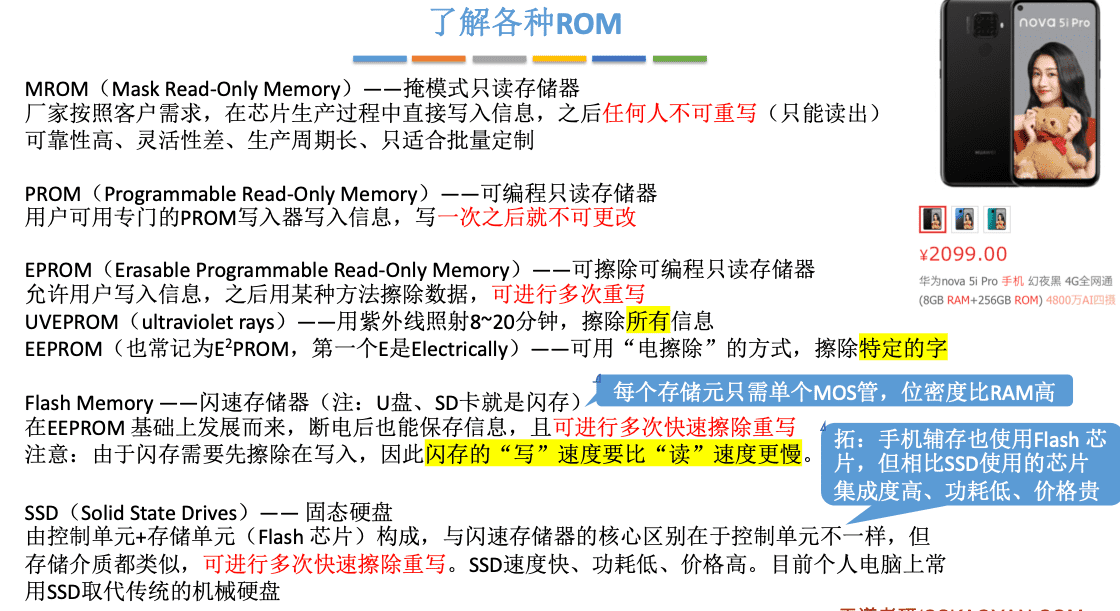 了解各种ROM
MROM（Mask Read-Only Memory）——掩模式只读存储器
厂家按照客户需求，在芯片生产过程中直接写入信息，之后任何人不可重写（只能读出）
可靠性高、灵活性差、生产周期长、只适合批量定制
PROM（Programmable Read-Only Memory）——可编程只读存储器
用户可用专门的PROM写入器写入信息，写一次之后就不可更改
EPROM（Erasable Programmable Read-Only Memory）——可擦除可编程只读存储器
允许用户写入信息，之后用某种方法擦除数据，可进行多次重写
UVEPROM（ultraviolet rays）——用紫外线照射8~20分钟，擦除所有信息
EEPROM（也常记为E²PROM，第一个E是Electrically）——可用“电擦除”的方式，擦除特定的字
Flash Memory ——闪速存储器（注：U盘、SD卡就是闪存）
在EEPROM 基础上发展而来，断电后也能保存信息，且可进行多次快速擦除重写
注意：由于闪存需要先擦除在写入，因此闪存的“写”速度要比“读”速度更慢。
每个存储元只需单个MOS管，位密度比RAM高
拓：手机辅存也使用Flash 芯
片，但相比SSD使用的芯片
集成度高、功耗低、价格贵
SSD（Solid State Drives）—— 固态硬盘
由控制单元+存储单元（Flash 芯片）构成，与闪速存储器的核心区别在于控制单元不一样，但
存储介质都类似，可进行多次快速擦除重写。SSD速度快、功耗低、价格高。目前个人电脑上常
用SSD取代传统的机械硬盘
nova 5i Pro
HUAWEI
¥2099.00
华为nova 5i Pro 手机 幻夜黑 4G全网通
(8GB RAM+256GB ROM) 4800万AI四摄